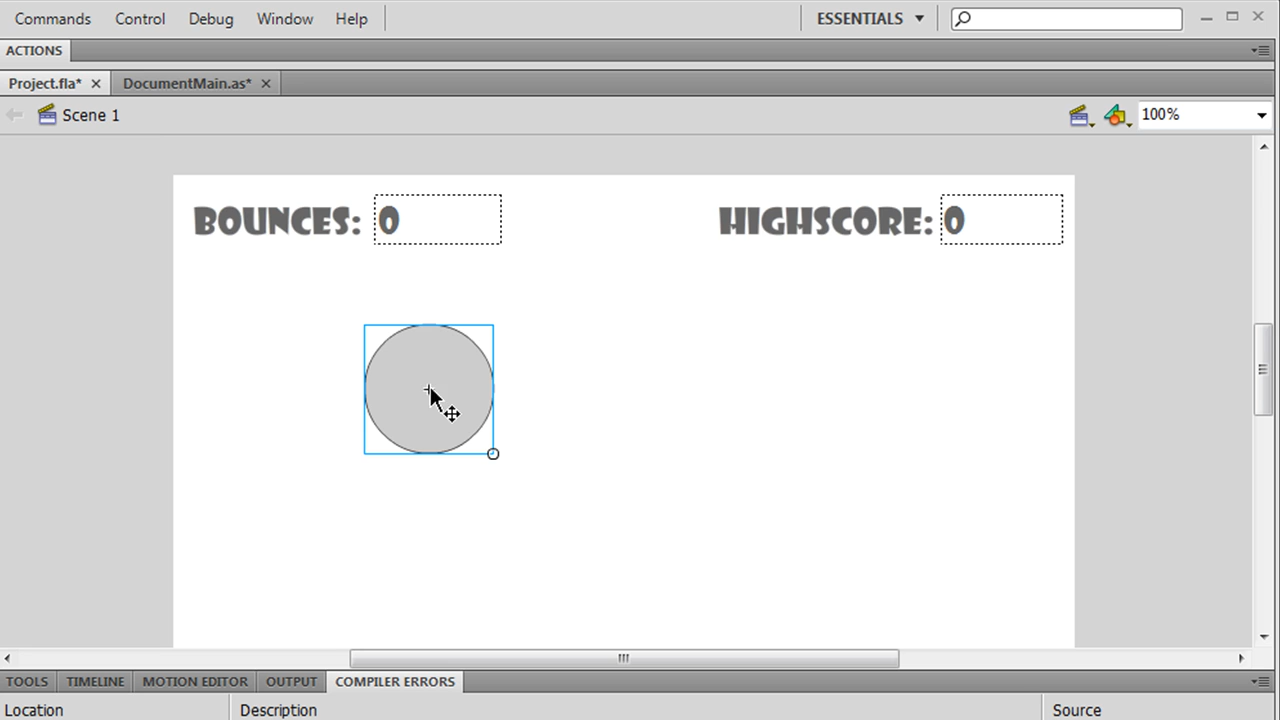 Commands Control Debug Window Help ESSENTIALS
ACTIONS
Project.fla* DocumentMain.as*
Scene 1 100%
BOUNCES: 0 HIGHSCORE: 0
TOOLS TIMELINE MOTION EDITOR OUTPUT COMPILER ERRORS
Location Description Source